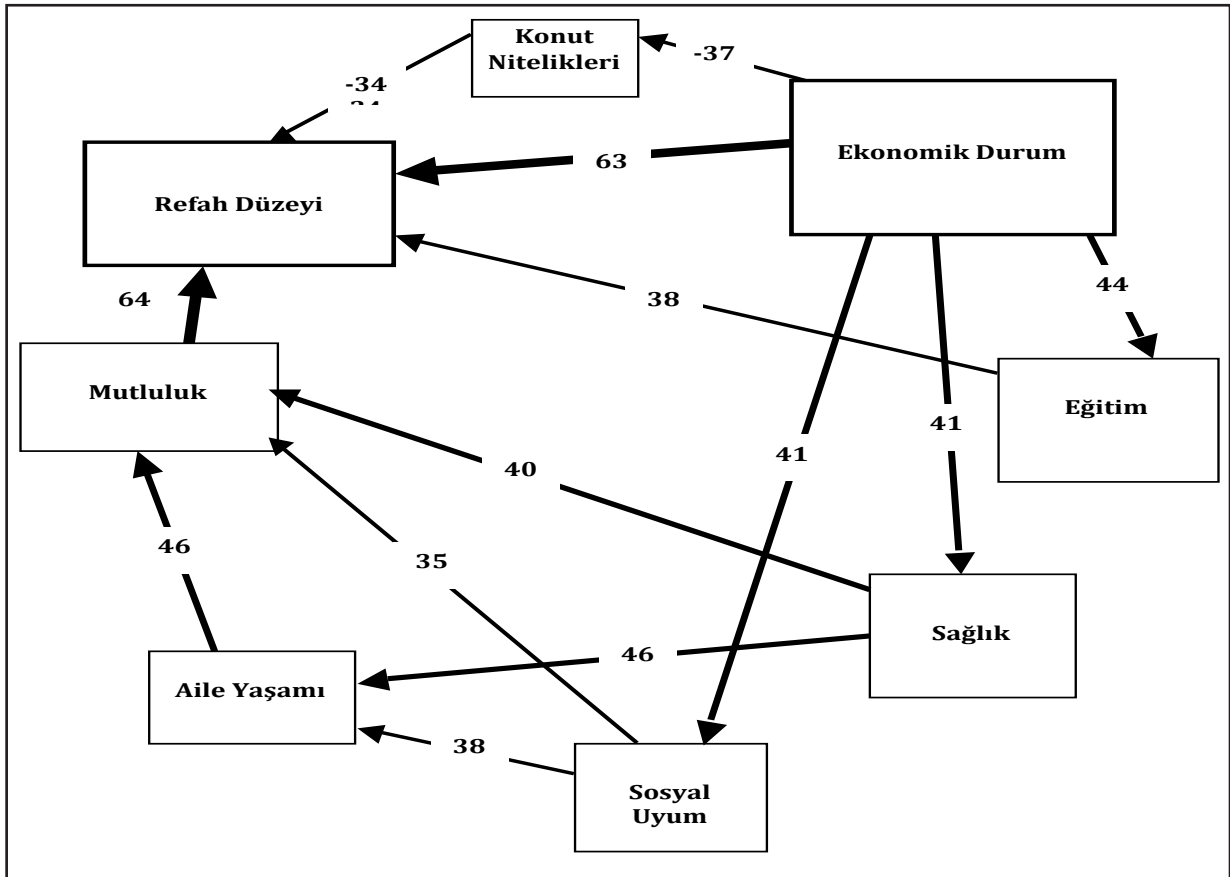 Konut
Nitelikleri
-37
-34
Ekonomik Durum
63
Refah Düzeyi
44
64
38
Mutluluk
Eğitim
41
41
40
46
35
Sağlık
46
Aile Yaşamı
38
Sosyal
Uyum